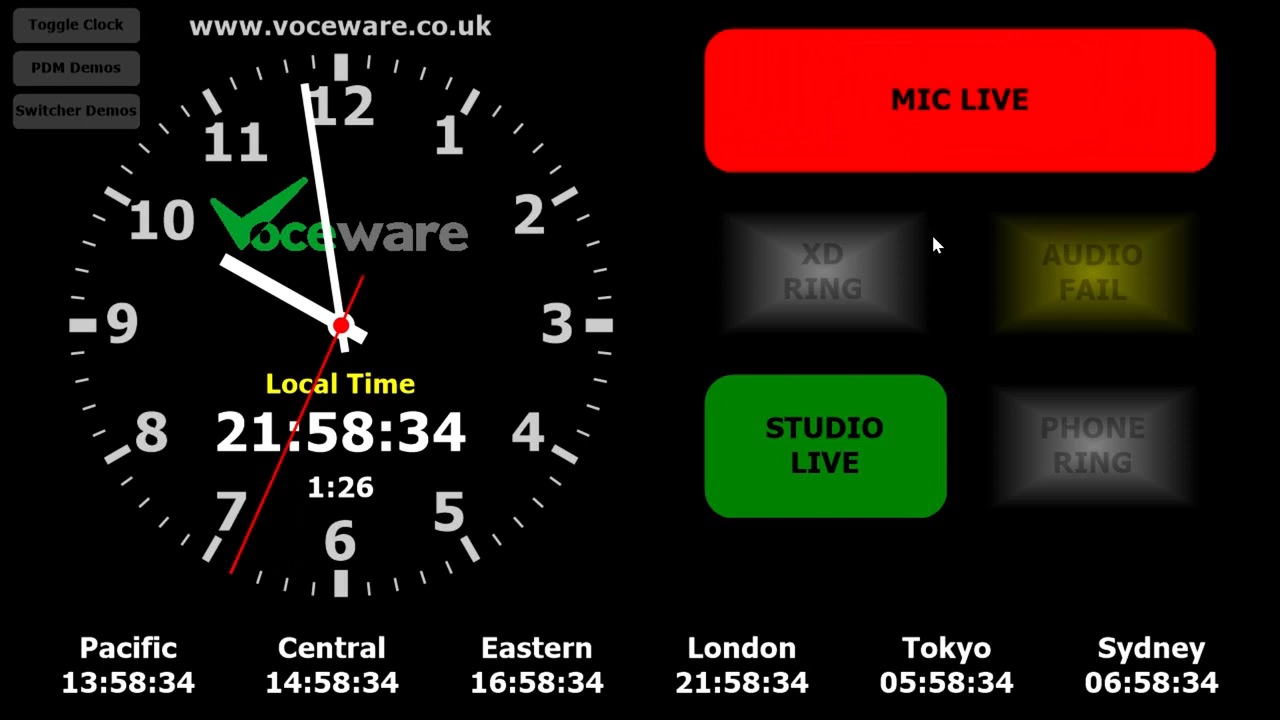 Toggle Clock
PDM Demos
Switcher Demos
www.voceware.co.uk
12
1
2
3
4
5
6
7
8
9
10
11
Voceware
Local Time
21:58:34
1:26
MIC LIVE
XD
RING
AUDIO
FAIL
STUDIO
LIVE
PHONE
RING
Pacific
13:58:34
Central
14:58:34
Eastern
16:58:34
London
21:58:34
Tokyo
05:58:34
Sydney
06:58:34